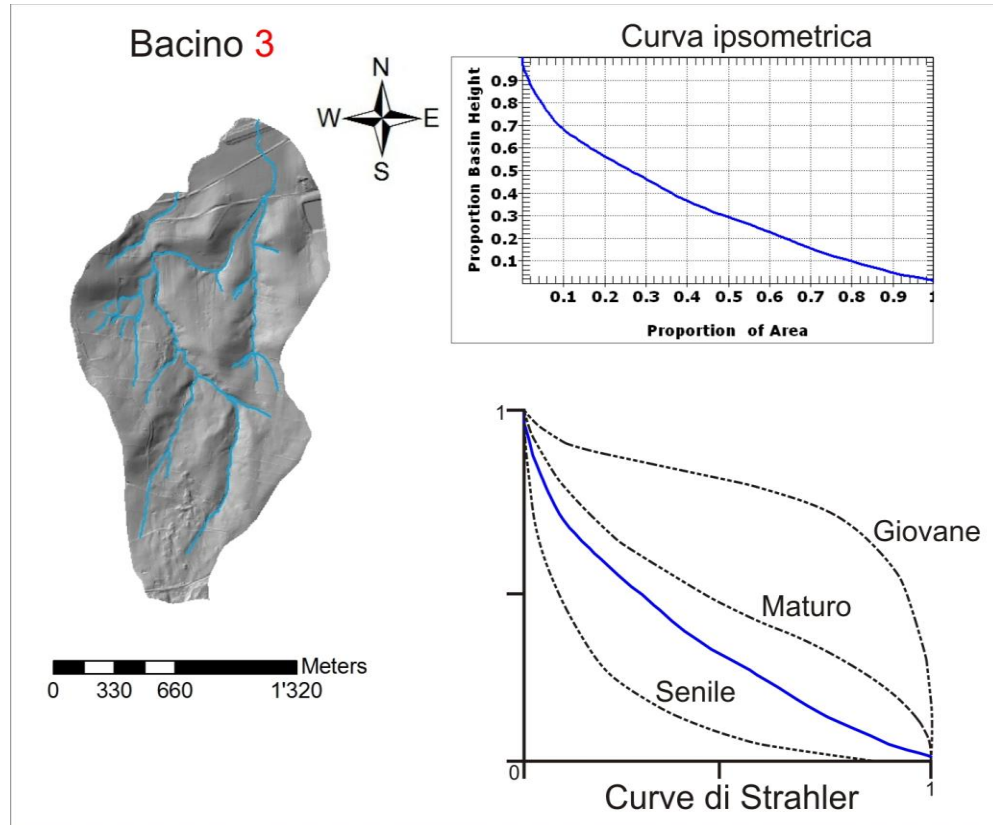 Bacino 3
N
W E
S
Meters
0 330 660 1'320
Curva ipsometrica
Proportion Basin Height
0.9
0.8
0.7
0.6
0.5
0.4
0.3
0.2
0.1
0.1 0.2 0.3 0.4 0.5 0.6 0.7 0.8 0.9 1
Proportion of Area
1
Giovane
Maturo
Senile
0
1
Curve di Strahler